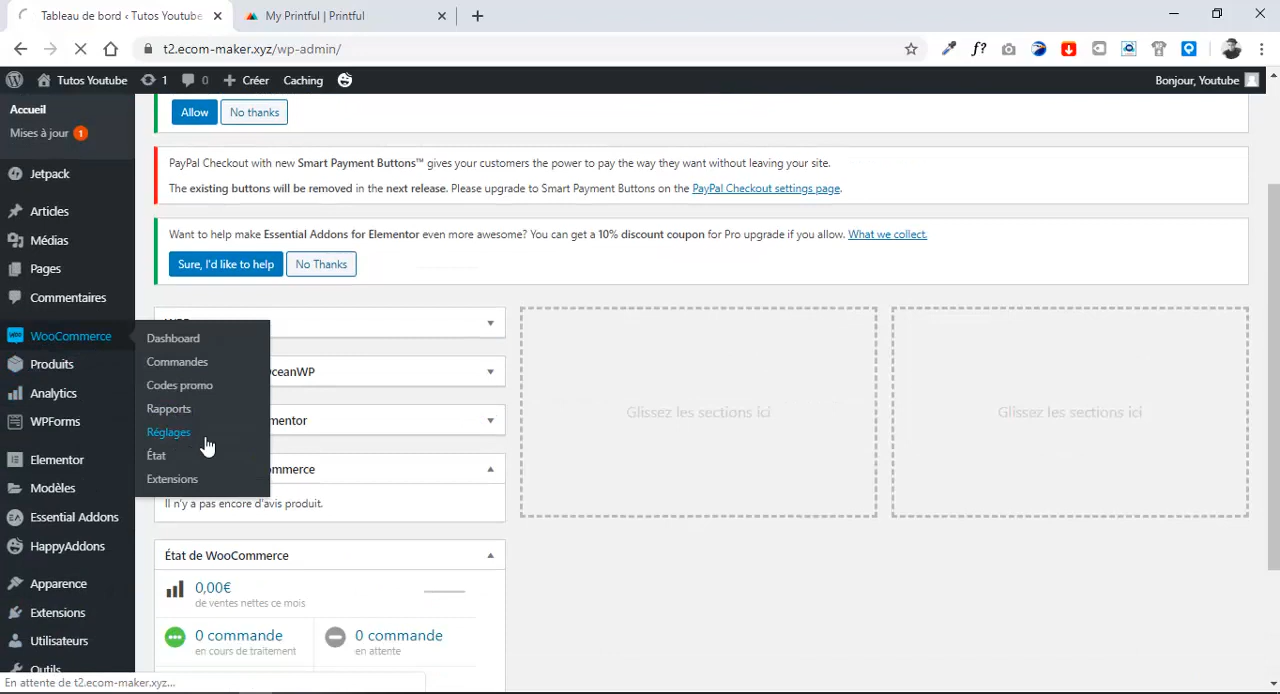 Tableau de bord ‹ Tutos Youtube
My Printful | Printful
t2.ecom-maker.xyz/wp-admin/
f?
Tutos Youtube
1
0
Créer
Caching
Bonjour, Youtube
Accueil
Mises à jour 1
Jetpack
Articles
Médias
Pages
Commentaires
WooCommerce
Produits
Analytics
WPForms
Elementor
Modèles
Essential Addons
HappyAddons
Apparence
Extensions
Utilisateurs
Outils
Dashboard
Commandes
Codes promo
Rapports
Réglages
État
Extensions
Allow
No thanks
PayPal Checkout with new Smart Payment Buttons™ gives your customers the power to pay the way they want without leaving your site.
The existing buttons will be removed in the next release. Please upgrade to Smart Payment Buttons on the PayPal Checkout settings page.
Want to help make Essential Addons for Elementor even more awesome? You can get a 10% discount coupon for Pro upgrade if you allow. What we collect.
Sure, I'd like to help
No Thanks
Glissez les sections ici
Glissez les sections ici
Il n'y a pas encore d'avis produit.
État de WooCommerce
0,00€
de ventes nettes ce mois
0 commande
en cours de traitement
0 commande
en attente
En attente de t2.ecom-maker.xyz...